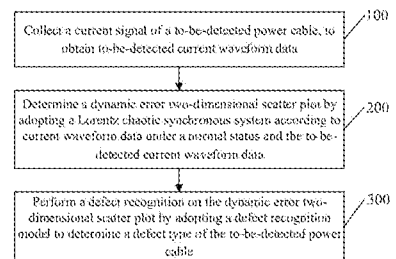 100
Collect a current signal of a to-be-detected power cable, to
obtain to-be-detected current waveform data
200
Determine a dynamic error two-dimensional scatter plot by
adopting a Lorentz chaotic synchronous system according to
current waveform data under a normal status and the to-be-
detected current waveform data
300
Perform a defect recognition on the dynamic error two-
dimensional scatter plot by adopting a defect recognition
model to determine a defect type of the to-be-detected power
cable